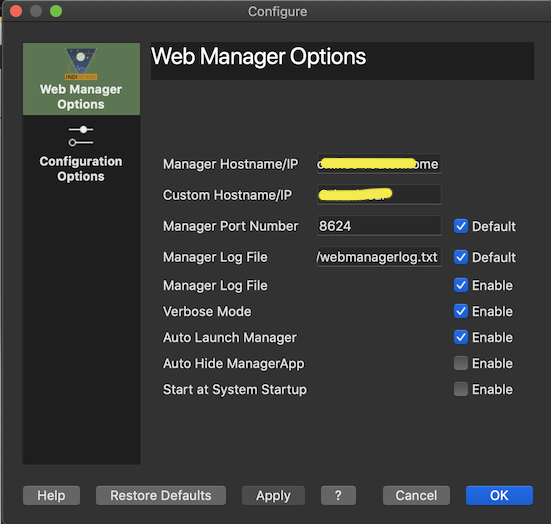 Configure
Web Manager Options
INDI
Web Manager
Options
Configuration
Options
Manager Hostname/IP
Custom Hostname/IP
Manager Port Number 8624 Default
Manager Log File /webmanagerlog.txt Default
Manager Log File Enable
Verbose Mode Enable
Auto Launch Manager Enable
Auto Hide ManagerApp Enable
Start at System Startup Enable
Help Restore Defaults Apply ? Cancel OK